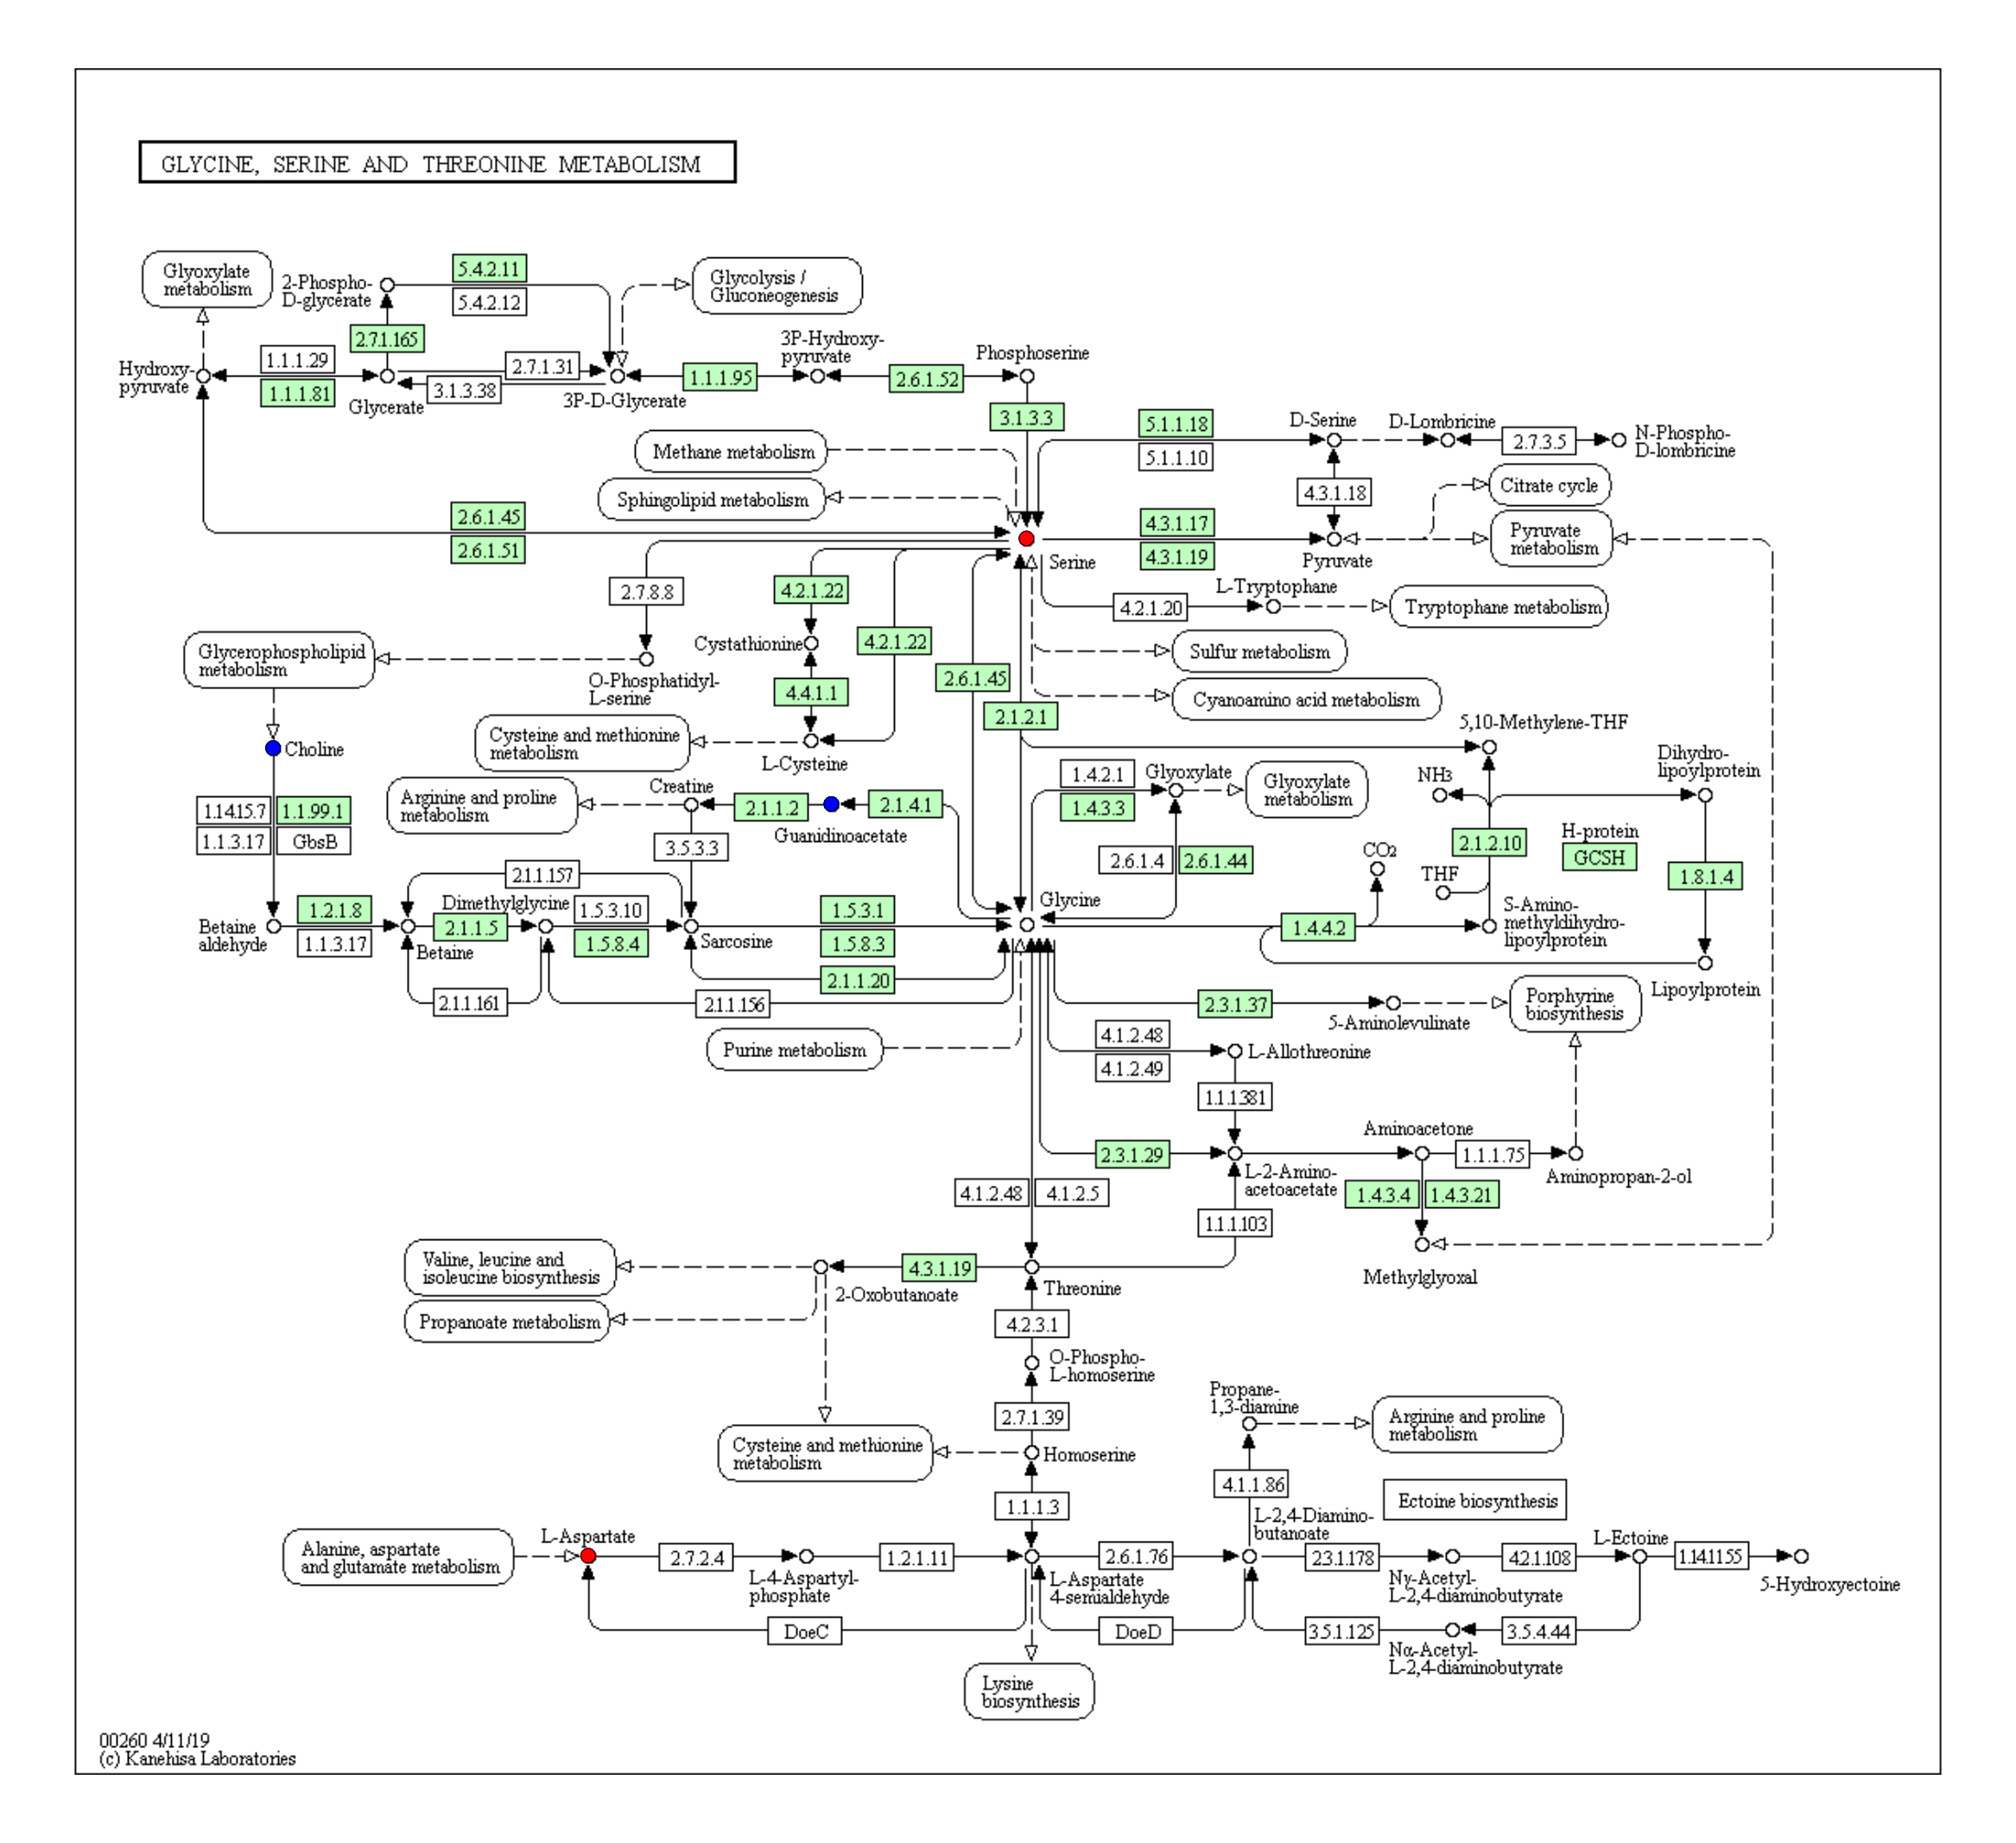 GLYCINE, SERINE AND THREONINE METABOLISM
Glyoxylate
metabolism
2-Phospho-
D-glycerate
5.4.2.11
5.4.2.12
Glycolysis /
Gluconeogenesis
2.7.1.165
Hydroxy-
pyruvate
1.1.1.29
1.1.1.81
Glycerate
2.7.1.31
3.1.3.38
3P-D-Glycerate
1.1.1.95
3P-Hydroxy-
pyruvate
2.6.1.52
Phosphoserine
3.1.3.3
Methane metabolism
Sphingolipid metabolism
5.1.1.18
5.1.1.10
D-Serine
D-Lombricine
2.7.3.5
N-Phospho-
D-lombricine
4.3.1.18
Citrate cycle
2.6.1.45
2.6.1.51
Serine
4.3.1.17
4.3.1.19
Pyruvate
Pyruvate
metabolism
2.7.8.8
4.2.1.22
4.2.1.20
L-Tryptophane
Tryptophane metabolism
Glycerophospholipid
metabolism
O-Phosphatidyl-
L-serine
Cystathionine
4.2.1.22
4.4.1.1
2.6.1.45
2.1.2.1
Sulfur metabolism
Cyanoamino acid metabolism
Choline
Cysteine and methionine
metabolism
L-Cysteine
5,10-Methylene-THF
Dihydro-
lipoylprotein
1.14.15.7
1.1.99.1
1.1.3.17
GbsB
Arginine and proline
metabolism
Creatine
2.1.1.2
Guanidinoacetate
2.1.4.1
1.4.2.1
1.4.3.3
Glyoxylate
Glyoxylate
metabolism
NH3
3.5.3.3
2.6.1.4
2.6.1.44
CO2
THF
2.1.2.10
H-protein
GCSH
1.8.1.4
2.1.1.157
Betaine
aldehyde
1.2.1.8
1.1.3.17
Betaine
2.1.1.5
Dimethylglycine
1.5.3.10
1.5.8.4
Sarcosine
1.5.3.1
1.5.8.3
2.1.1.20
Glycine
1.4.4.2
S-Amino-
methyldihydro-
lipoylprotein
Lipoylprotein
2.1.1.161
2.1.1.156
Purine metabolism
2.3.1.37
5-Aminolevulinate
Porphyrine
biosynthesis
4.1.2.48
4.1.2.49
L-Allothreonine
1.1.1381
2.3.1.29
L-2-Amino-
acetoacetate
Aminoacetone
1.1.1.75
Aminopropan-2-ol
4.1.2.48
4.1.2.5
1.1.1.103
1.4.3.4
1.4.3.21
Methylglyoxal
Valine, leucine and
isoleucine biosynthesis
Propanoate metabolism
2-Oxobutanoate
4.3.1.19
Threonine
4.2.3.1
O-Phospho-
L-homoserine
2.7.1.39
Cysteine and methionine
metabolism
Homoserine
1.1.1.3
Propane-
1,3-diamine
Arginine and proline
metabolism
4.1.1.86
Ectoine biosynthesis
Alanine, aspartate
and glutamate metabolism
L-Aspartate
2.7.2.4
L-4-Aspartyl-
phosphate
1.2.1.11
L-Aspartate
4-semialdehyde
2.6.1.76
L-2,4-Diamino-
butanoate
2.3.1.178
Nγ-Acetyl-
L-2,4-diaminobutyrate
4.2.1.108
L-Ectoine
1.14.11.55
5-Hydroxyectoine
DoeC
DoeD
3.5.1.125
Nα-Acetyl-
L-2,4-diaminobutyrate
3.5.4.44
Lysine
biosynthesis
00260 4/11/19
(c) Kanehisa Laboratories